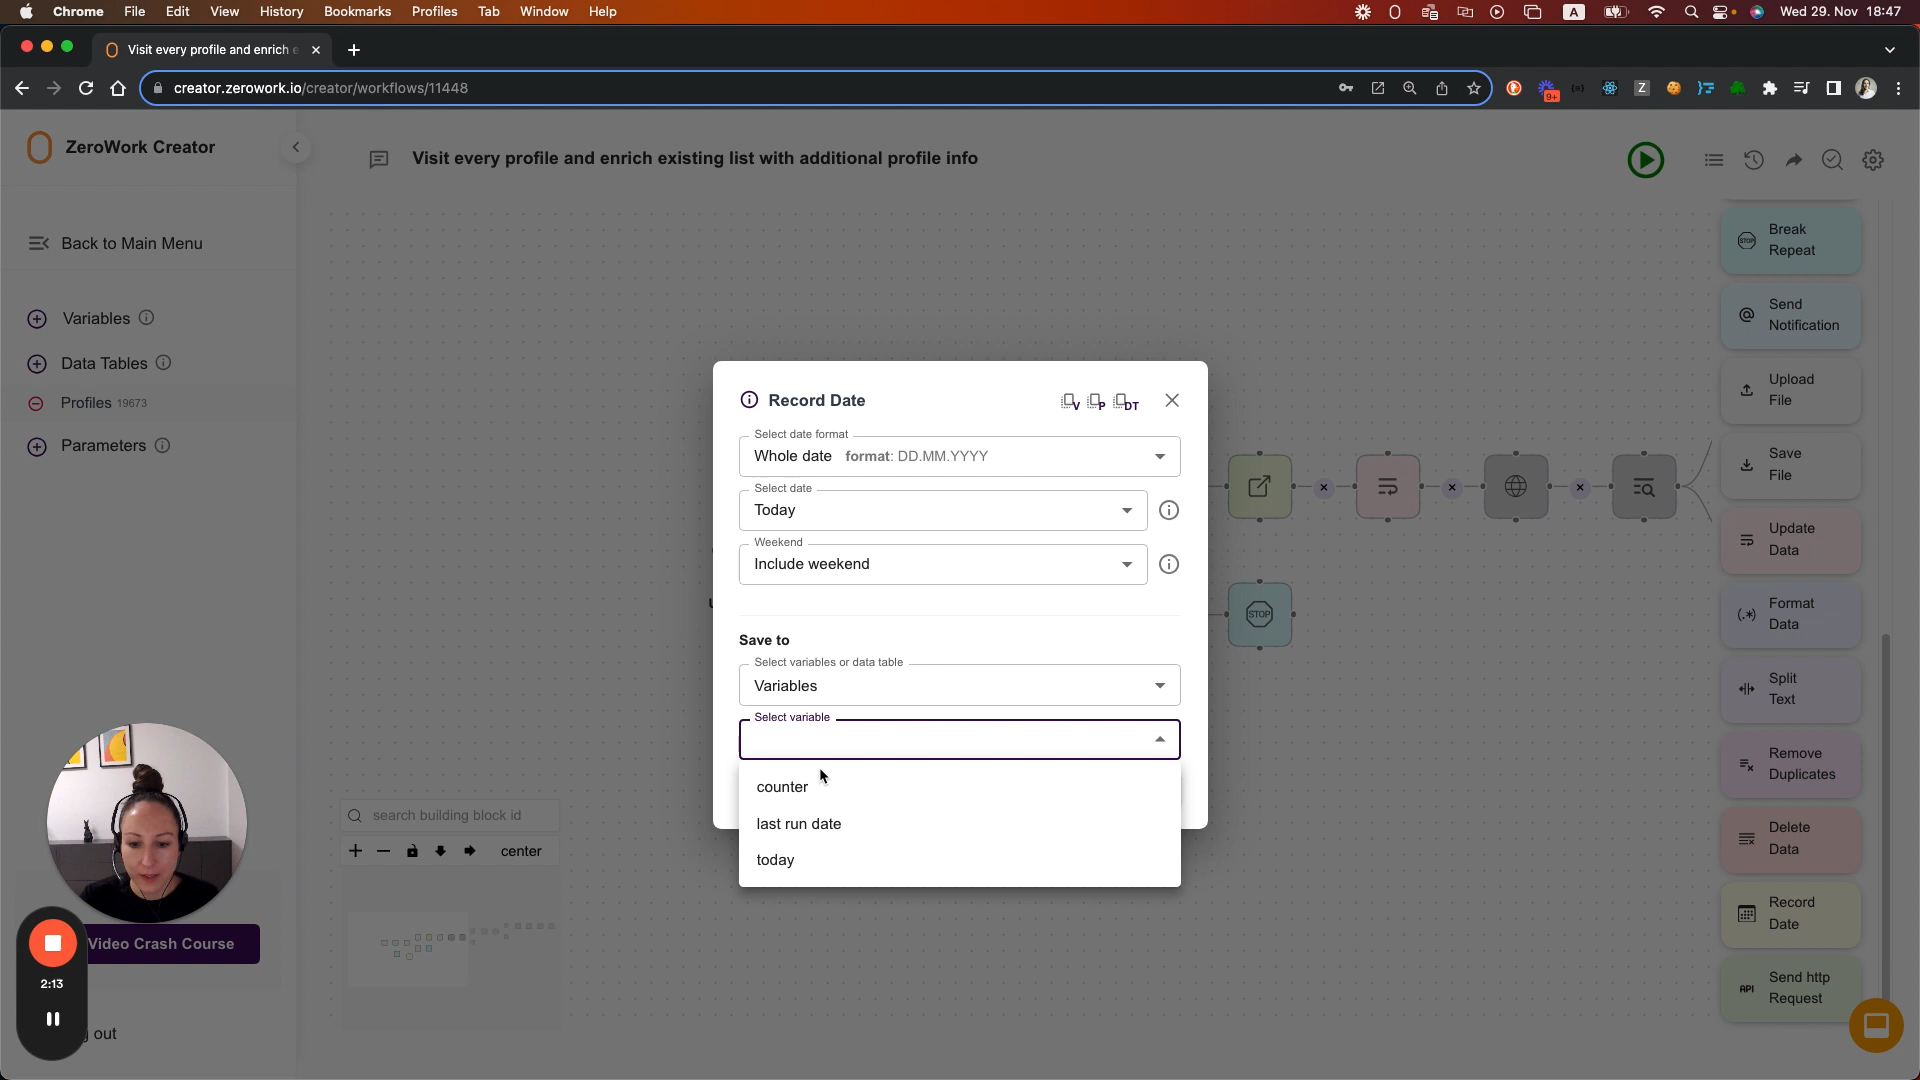 Chrome File Edit View History Bookmarks Profiles Tab Window Help
A
Wed 29. Nov 18:47
Visit every profile and enrich e
creator.zerowork.io/creator/workflows/11448
9+
Z
ZeroWork Creator
Visit every profile and enrich existing list with additional profile info
Back to Main Menu
Variables
Data Tables
Profiles 19673
Parameters
Record Date
V
P
DT
Select date format
Whole date format: DD.MM.YYYY
Select date
Today
Weekend
Include weekend
Save to
Select variables or data table
Variables
Select variable
counter
last run date
today
STOP
STOP
Break
Repeat
Send
Notification
Upload
File
Save
File
Update
Data
Format
Data
Split
Text
Remove
Duplicates
Delete
Data
Record
Date
API
Send http
Request
search building block id
center
Video Crash Course
2:13
out